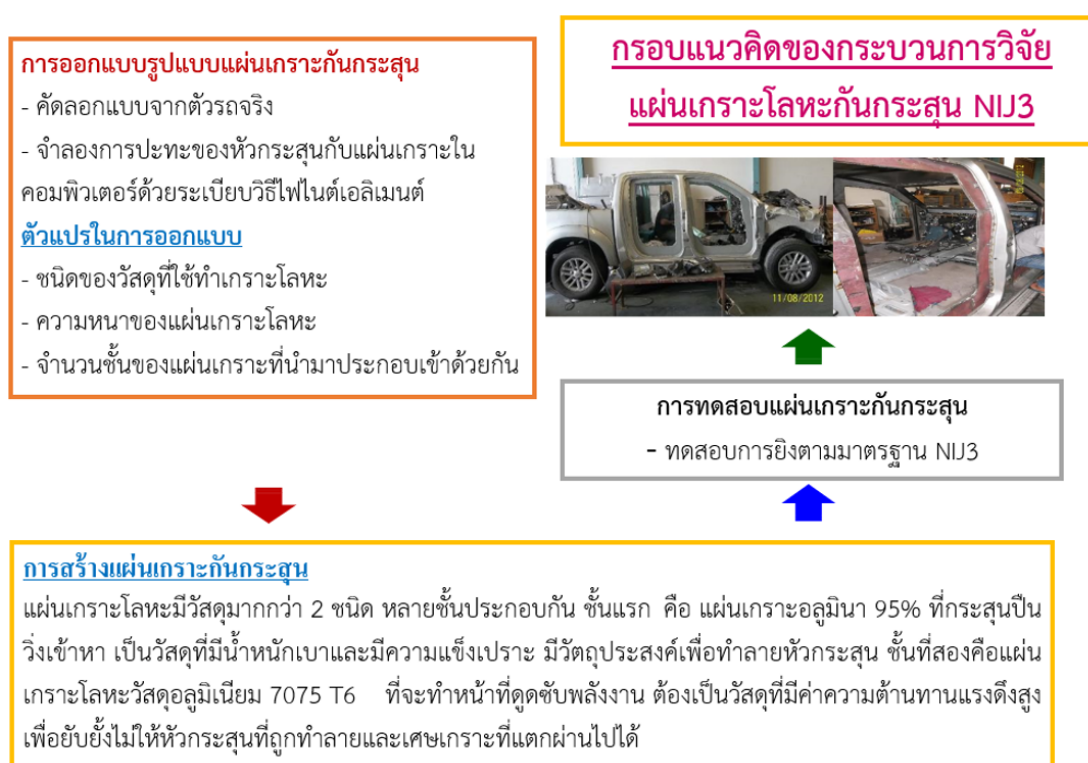 การออกแบบรูปแบบแผ่นเกราะกันกระสุน
- คัดลอกแบบจากตัวรถจริง
- จำลองการปะทะของหัวกระสุนกับแผ่นเกราะใน
คอมพิวเตอร์ด้วยระเบียบวิธีไฟไนต์เอลิเมนต์
ตัวแปรในการออกแบบ
- ชนิดของวัสดุที่ใช้ทำเกราะโลหะ
- ความหนาของแผ่นเกราะโลหะ
- จำนวนชั้นของแผ่นเกราะที่นำมาประกอบเข้าด้วยกัน
กรอบแนวคิดของกระบวนการวิจัย
แผ่นเกราะโลหะกันกระสุน NIJ3
11/08/2012
การทดสอบแผ่นเกราะกันกระสุน
- ทดสอบการยิงตามมาตรฐาน NIJ3
การสร้างแผ่นเกราะกันกระสุน
แผ่นเกราะโลหะมีวัสดุมากกว่า 2 ชนิด หลายชั้นประกอบกัน ชั้นแรก คือ แผ่นเกราะอลูมินา 95% ที่กระสุนปืน
วิ่งเข้าหา เป็นวัสดุที่มีน้ำหนักเบาและมีความแข็งเปราะ มีวัตถุประสงค์เพื่อทำลายหัวกระสุน ชั้นที่สองคือแผ่น
เกราะโลหะวัสดุอลูมิเนียม 7075 T6 ที่จะทำหน้าที่ดูดซับพลังงาน ต้องเป็นวัสดุที่มีค่าความต้านทานแรงดึงสูง
เพื่อยับยั้งไม่ให้หัวกระสุนที่ถูกทำลายและเศษเกราะที่แตกผ่านไปได้